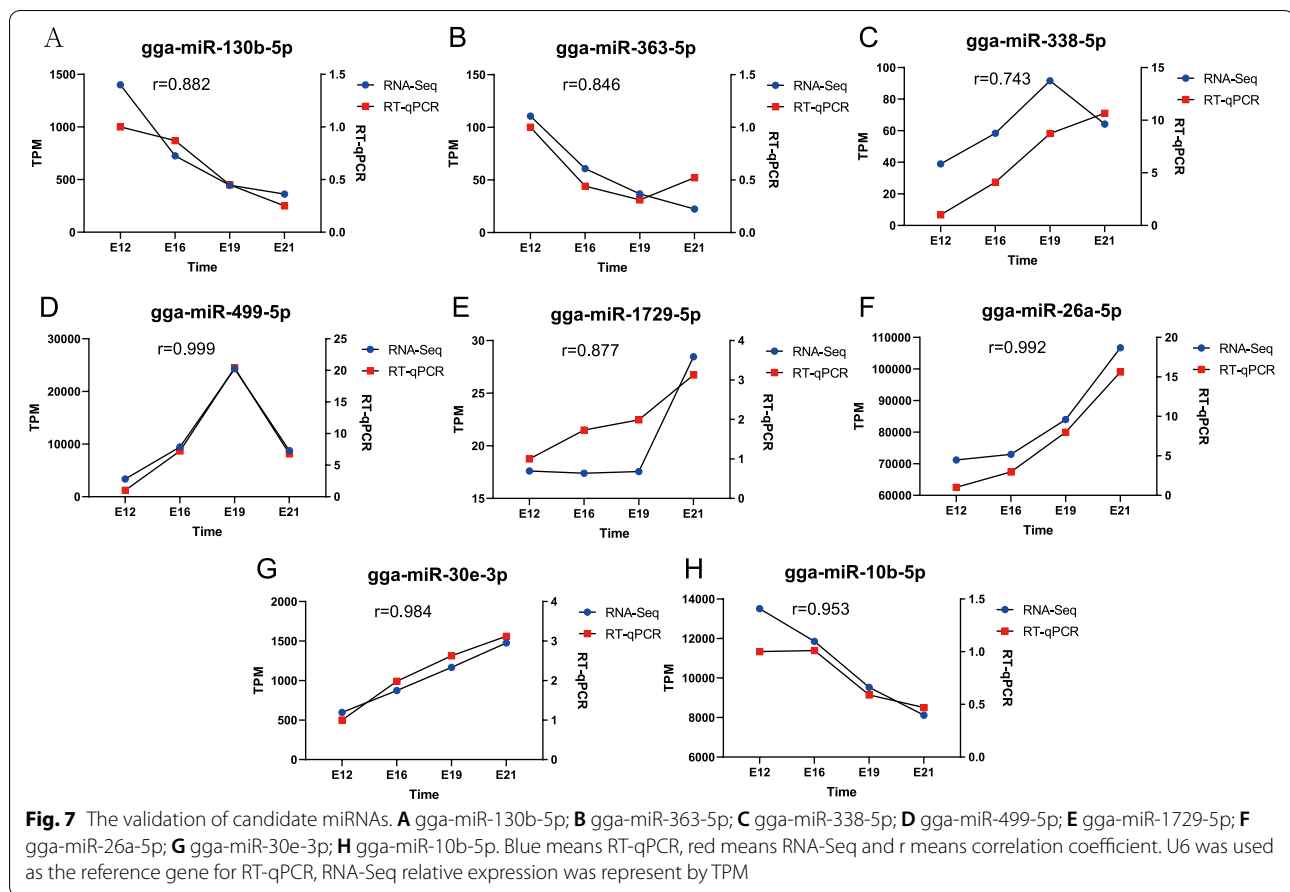 A
gga-miR-130b-5p
r=0.882
1500
1000
500
0
TPM
1.5
1.0
0.5
0.0
RT-qPCR
E12 E16 E19 E21
Time
RNA-Seq
RT-qPCR
B
gga-miR-363-5p
r=0.846
150
100
50
0
TPM
1.5
1.0
0.5
0.0
RT-qPCR
E12 E16 E19 E21
Time
RNA-Seq
RT-qPCR
C
gga-miR-338-5p
r=0.743
100
80
60
40
20
0
TPM
15
10
5
0
RT-qPCR
E12 E16 E19 E21
Time
RNA-Seq
RT-qPCR
D
gga-miR-499-5p
r=0.999
30000
20000
10000
0
TPM
25
20
15
10
5
0
RT-qPCR
E12 E16 E19 E21
Time
RNA-Seq
RT-qPCR
E
gga-miR-1729-5p
r=0.877
30
25
20
15
TPM
4
3
2
1
0
RT-qPCR
E12 E16 E19 E21
Time
RNA-Seq
RT-qPCR
F
gga-miR-26a-5p
r=0.992
110000
100000
90000
80000
70000
60000
TPM
20
15
10
5
0
RT-qPCR
E12 E16 E19 E21
Time
RNA-Seq
RT-qPCR
G
gga-miR-30e-3p
r=0.984
2000
1500
1000
500
0
TPM
4
3
2
1
0
RT-qPCR
E12 E16 E19 E21
Time
RNA-Seq
RT-qPCR
H
gga-miR-10b-5p
r=0.953
14000
12000
10000
8000
6000
TPM
1.5
1.0
0.5
0.0
RT-qPCR
E12 E16 E19 E21
Time
RNA-Seq
RT-qPCR
Fig. 7 The validation of candidate miRNAs. A gga-miR-130b-5p; B gga-miR-363-5p; C gga-miR-338-5p; D gga-miR-499-5p; E gga-miR-1729-5p; F
gga-miR-26a-5p; G gga-miR-30e-3p; H gga-miR-10b-5p. Blue means RT-qPCR, red means RNA-Seq and r means correlation coefficient. U6 was used
as the reference gene for RT-qPCR, RNA-Seq relative expression was represent by TPM